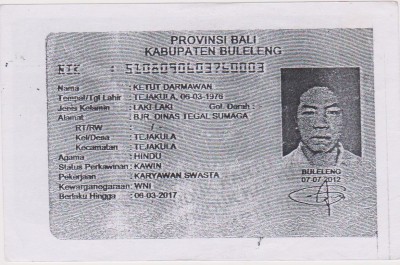 PROVINSI BALI
KABUPATEN BULELENG
NIK : 5108090603760003
Nama : KETUT DARMAWAN
Tempat/Tgl Lahir : TEJAKULA, 06-03-1976
Jenis Kelamin : LAKI-LAKI Gol. Darah :
Alamat : BJR. DINAS TEGAL SUMAGA
RT/RW :
Kel/Desa : TEJAKULA
Kecamatan : TEJAKULA
Agama : HINDU
Status Perkawinan : KAWIN
Pekerjaan : KARYAWAN SWASTA
Kewarganegaraan : WNI
Berlaku Hingga : 06-03-2017
BULELENG
07-07-2012